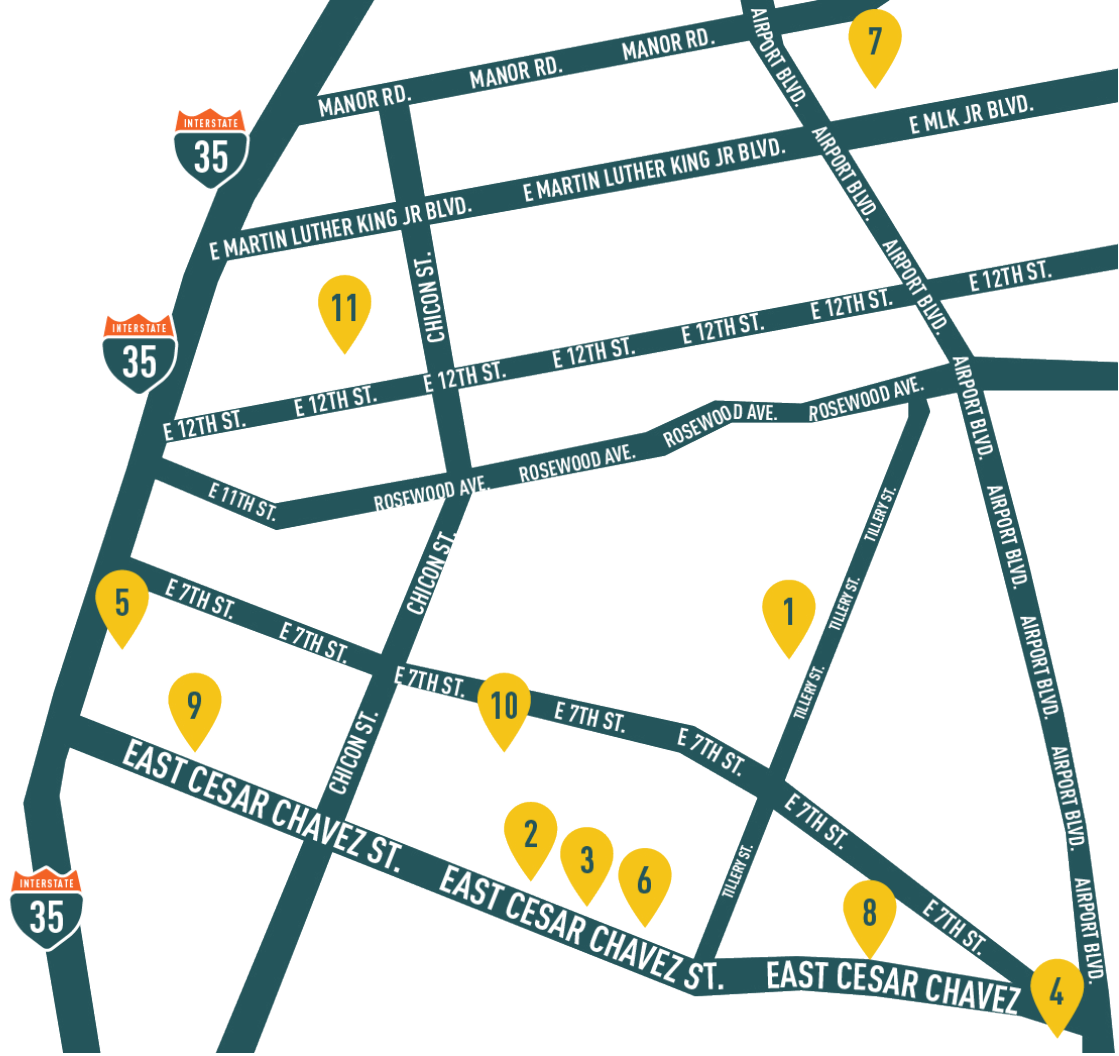 MANOR RD.
MANOR RD.
MANOR RD.
AIRPORT BLVD.
7
INTERSTATE
35
E MARTIN LUTHER KING JR BLVD.
E MARTIN LUTHER KING JR BLVD.
E MLK JR BLVD.
AIRPORT BLVD.
CHICON ST.
11
AIRPORT BLVD.
INTERSTATE
35
E 12TH ST.
E 12TH ST.
E 12TH ST.
E 12TH ST.
E 12TH ST.
E 12TH ST.
E 12TH ST.
E 11TH ST.
ROSEWOOD AVE.
ROSEWOOD AVE.
ROSEWOOD AVE.
ROSEWOOD AVE.
AIRPORT BLVD.
TILLERY ST.
AIRPORT BLVD.
CHICON ST.
5
E 7TH ST.
E 7TH ST.
1
TILLERY ST.
AIRPORT BLVD.
9
E 7TH ST.
10
E 7TH ST.
E 7TH ST.
TILLERY ST.
CHICON ST.
EAST CESAR CHAVEZ ST.
2
3
6
E 7TH ST.
AIRPORT BLVD.
TILLERY ST.
INTERSTATE
35
EAST CESAR CHAVEZ ST.
8
E 7TH ST.
AIRPORT BLVD.
EAST CESAR CHAVEZ
4